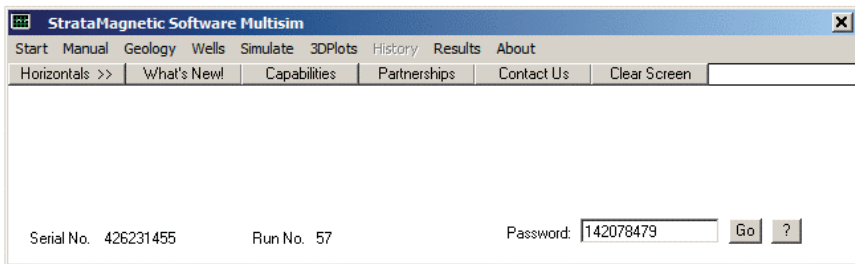 StrataMagnetic Software Multisim
Start Manual Geology Wells Simulate 3DPlots History Results About
Horizontals >> What's New! Capabilities Partnerships Contact Us Clear Screen
Serial No. 426231455 Run No. 57 Password: 142078479 Go ?